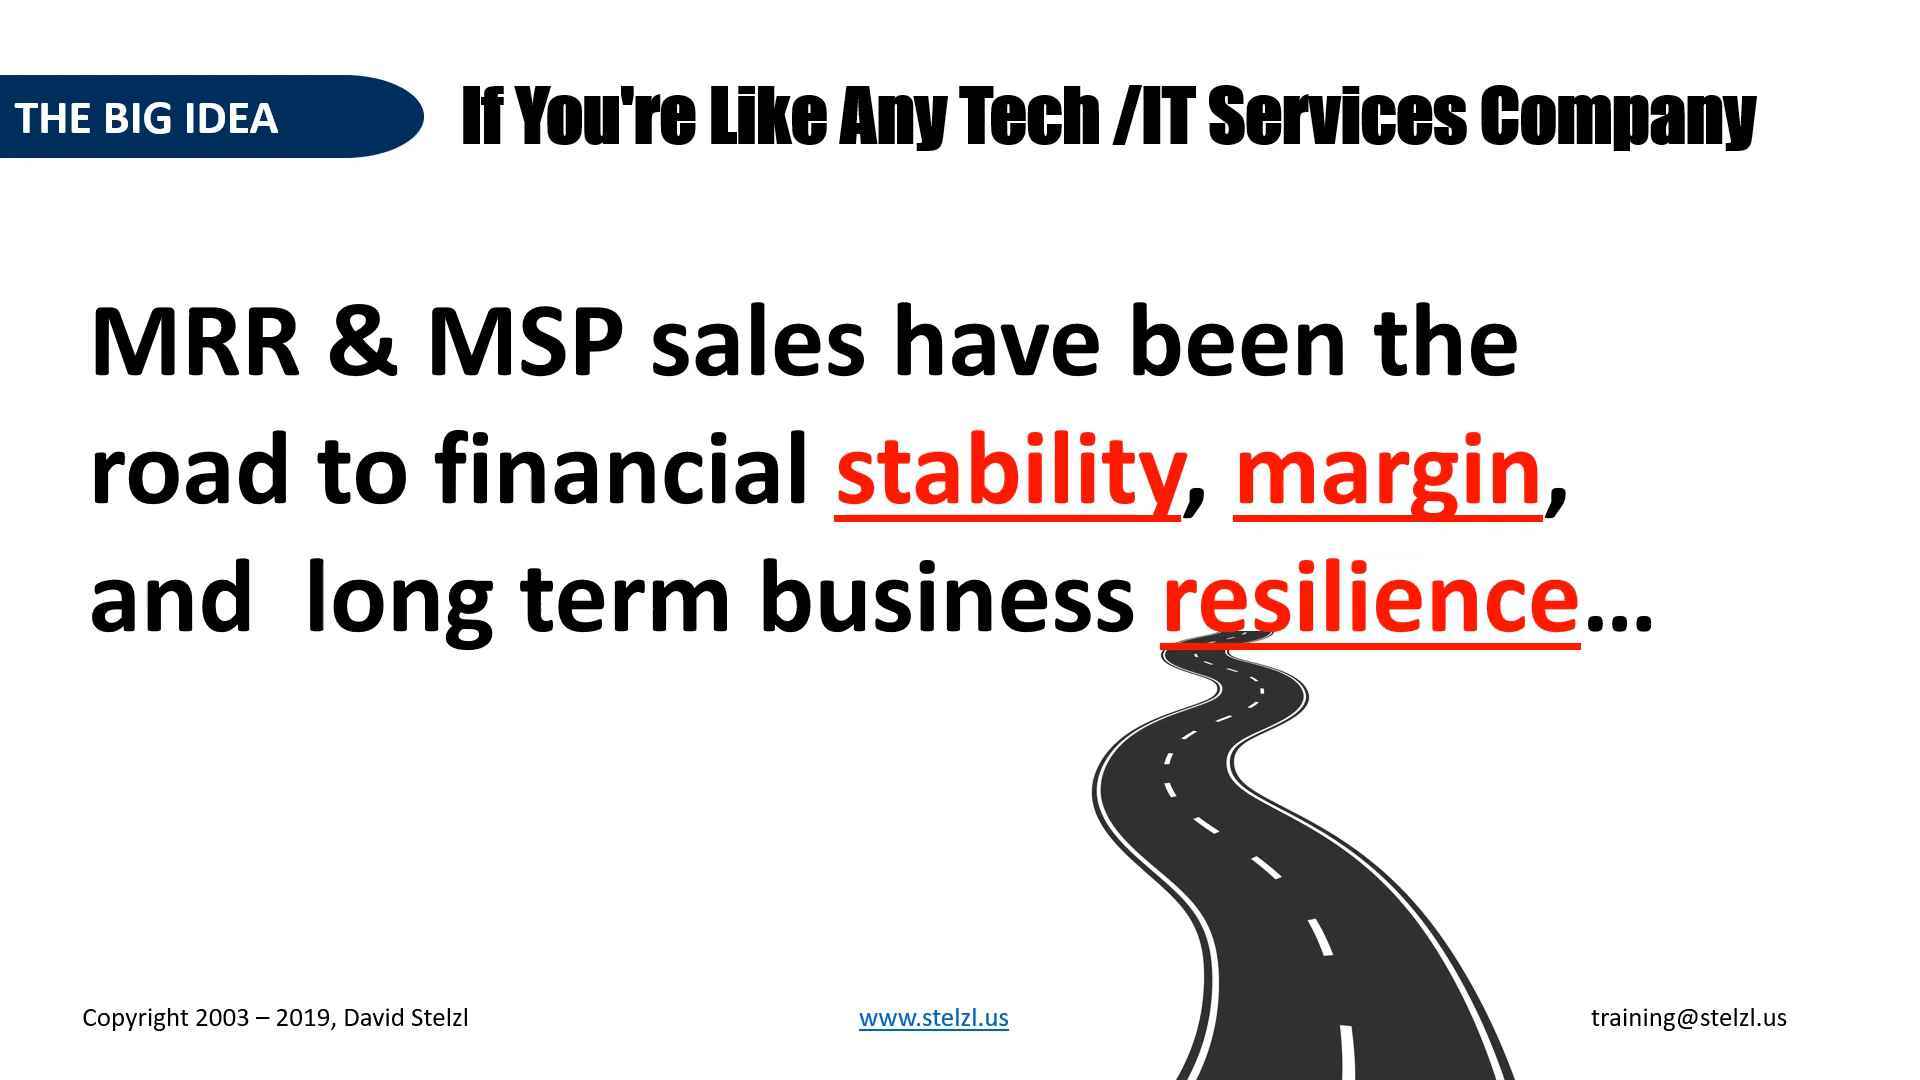 THE BIG IDEA
If You're Like Any Tech /IT Services Company
MRR & MSP sales have been the
road to financial stability, margin,
and  long term business resilience...
Copyright 2003 – 2019, David Stelzl
www.stelzl.us
training@stelzl.us